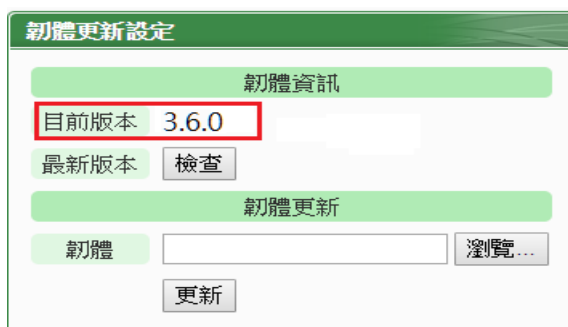 韌體更新設定
韌體資訊
目前版本 3.6.0
最新版本 檢查
韌體更新
韌體 瀏覽...
更新